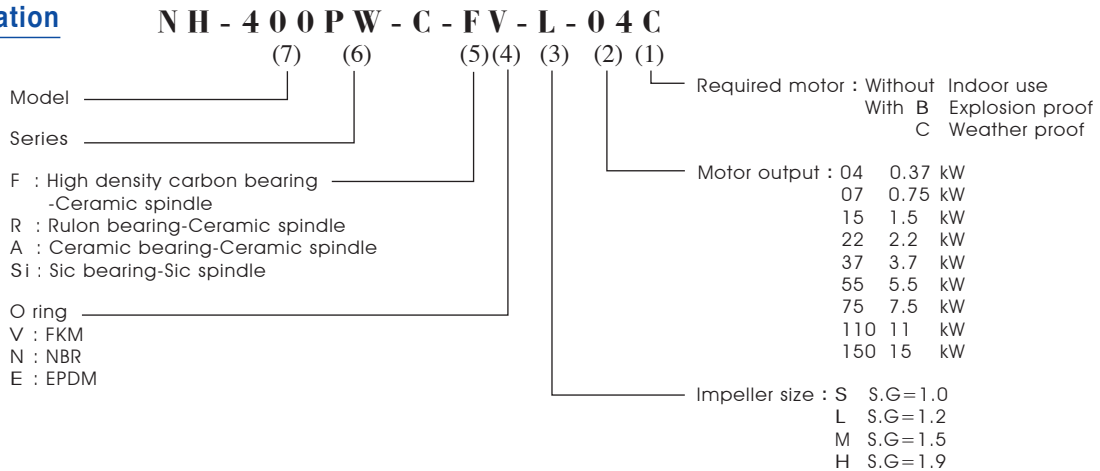 ation
NH-400PW-C-FV-L-04C
(7) (6) (5)(4) (3) (2) (1)
Model
Series
F : High density carbon bearing
-Ceramic spindle
R : Rulon bearing-Ceramic spindle
A : Ceramic bearing-Ceramic spindle
Si : Sic bearing-Sic spindle
O ring
V : FKM
N : NBR
E : EPDM
Required motor : Without Indoor use
With B Explosion proof
C Weather proof
Motor output : 04 0.37 kW
07 0.75 kW
15 1.5 kW
22 2.2 kW
37 3.7 kW
55 5.5 kW
75 7.5 kW
110 11 kW
150 15 kW
Impeller size : S S.G=1.0
L S.G=1.2
M S.G=1.5
H S.G=1.9